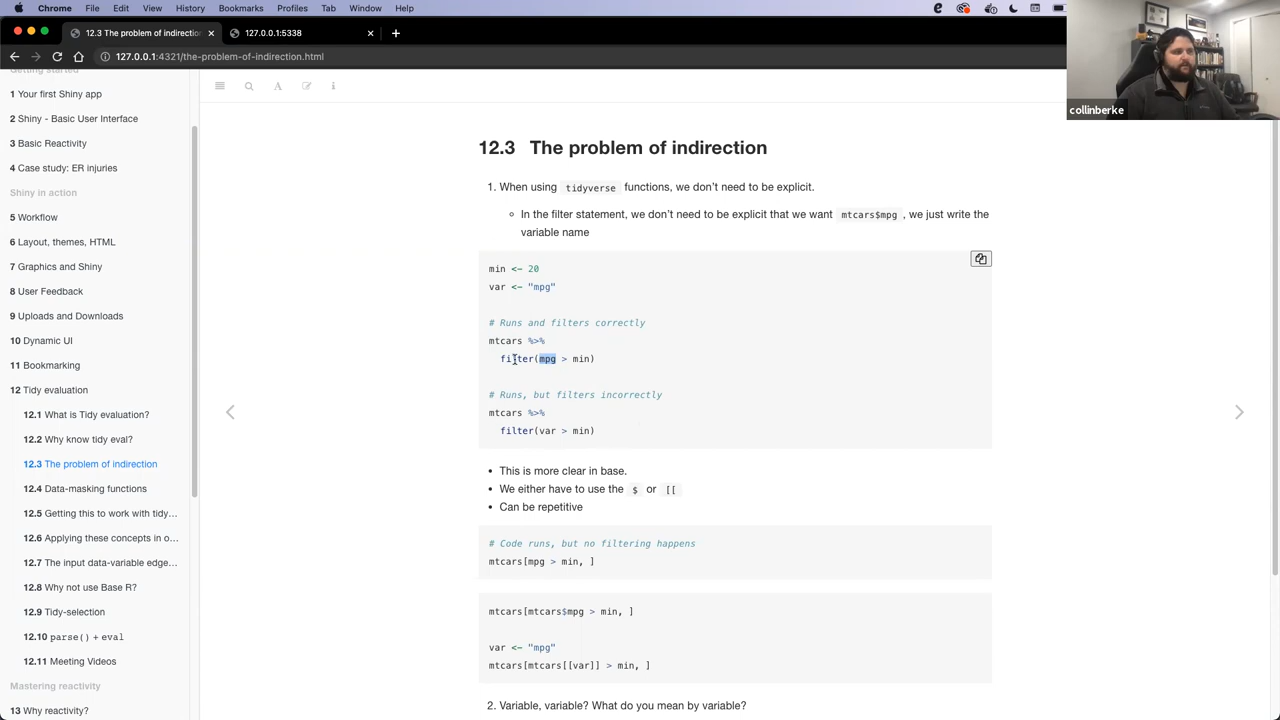 Chrome File Edit View History Bookmarks Profiles Tab Window Help
12.3 The problem of indirection
127.0.0.1:5338
127.0.0.1:4321/the-problem-of-indirection.html
collinberke
Getting started
1 Your first Shiny app
2 Shiny - Basic User Interface
3 Basic Reactivity
4 Case study: ER injuries
Shiny in action
5 Workflow
6 Layout, themes, HTML
7 Graphics and Shiny
8 User Feedback
9 Uploads and Downloads
10 Dynamic UI
11 Bookmarking
12 Tidy evaluation
12.1 What is Tidy evaluation?
12.2 Why know tidy eval?
12.3 The problem of indirection
12.4 Data-masking functions
12.5 Getting this to work with tidy…
12.6 Applying these concepts in o…
12.7 The input data-variable edge…
12.8 Why not use Base R?
12.9 Tidy-selection
12.10 parse() + eval
12.11 Meeting Videos
Mastering reactivity
13 Why reactivity?
12.3 The problem of indirection
1. When using tidyverse functions, we don’t need to be explicit.
In the filter statement, we don’t need to be explicit that we want mtcars$mpg , we just write the
variable name
min <- 20
var <- "mpg"
# Runs and filters correctly
mtcars %>%
filter(mpg > min)
# Runs, but filters incorrectly
mtcars %>%
filter(var > min)
This is more clear in base.
We either have to use the $ or [[
Can be repetitive
# Code runs, but no filtering happens
mtcars[mpg > min, ]
mtcars[mtcars$mpg > min, ]
var <- "mpg"
mtcars[mtcars[[var]] > min, ]
2. Variable, variable? What do you mean by variable?